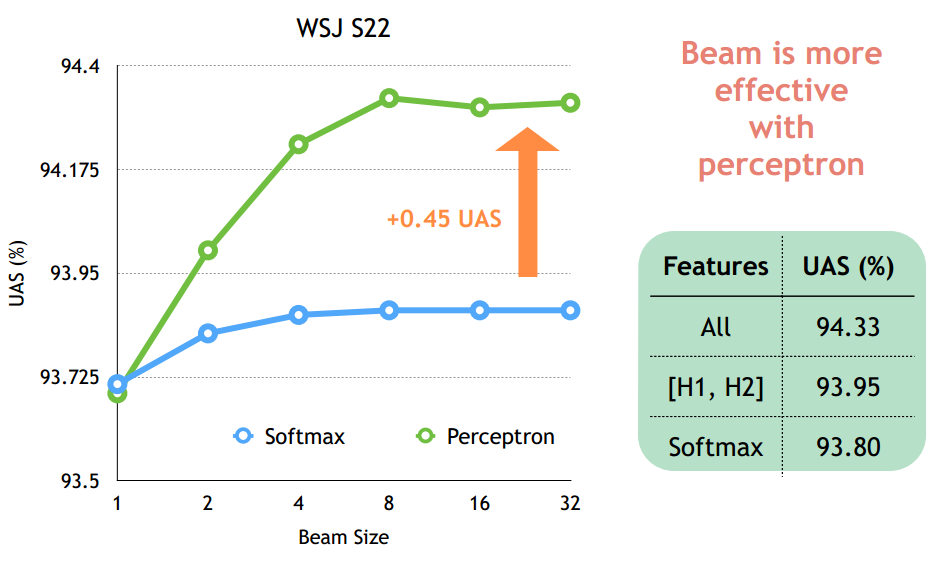 WSJ S22
94.4
94.175
93.95
93.725
93.5
UAS (%)
1 2 4 8 16 32
Beam Size
+0.45 UAS
Softmax Perceptron
Beam is more
effective
with
perceptron
Features UAS (%)
All 94.33
[H1, H2] 93.95
Softmax 93.80